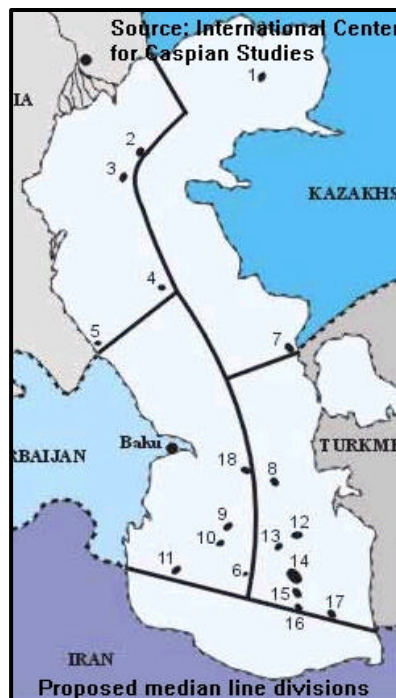 Source: International Center
for Caspian Studies
1
IA
2
3
KAZAKHS
4
5
7
Baku
RBAIJAN
TURKME
18
8
9
12
10
13
11
6
14
15
16
17
IRAN
Proposed median line divisions